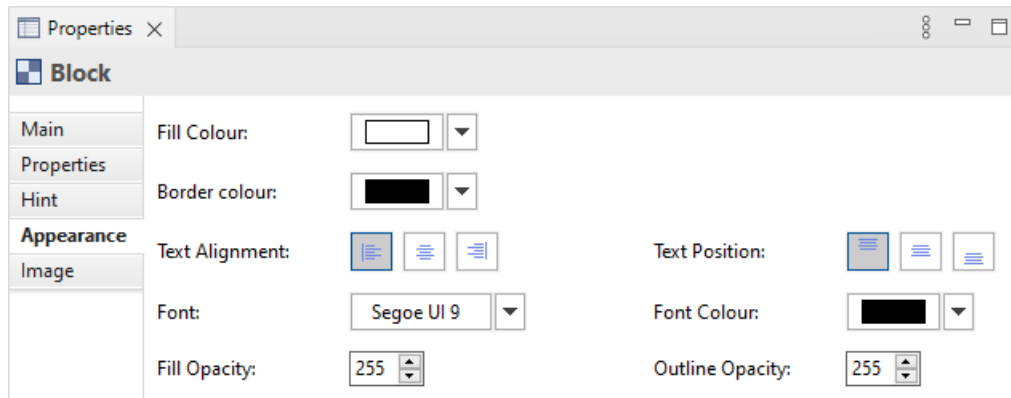 Properties
Block
Main
Properties
Hint
Appearance
Image
Fill Colour:
Border colour:
Text Alignment:
Text Position:
Font: Segoe UI 9
Font Colour:
Fill Opacity: 255
Outline Opacity: 255